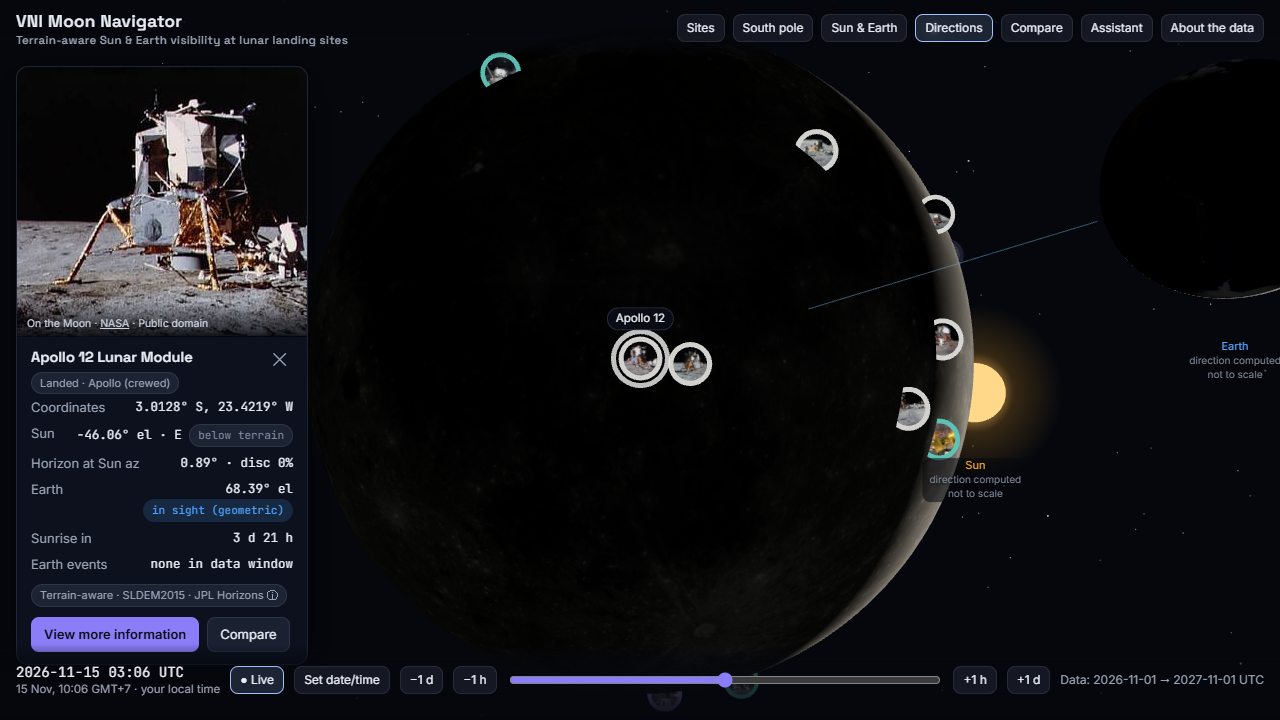 VNI Moon Navigator
Terrain-aware Sun & Earth visibility at lunar landing sites
Sites
South pole
Sun & Earth
Directions
Compare
Assistant
About the data
On the Moon · NASA · Public domain
Apollo 12 Lunar Module
Landed · Apollo (crewed)
Coordinates 3.0128° S, 23.4219° W
Sun -46.06° el · E below terrain
Horizon at Sun az 0.89° · disc 0%
Earth 68.39° el
in sight (geometric)
Sunrise in 3 d 21 h
Earth events none in data window
Terrain-aware · SLDEM2015 · JPL Horizons ⓘ
View more information
Compare
Apollo 12
Earth
direction computed
not to scale
Sun
direction computed
not to scale
2026-11-15 03:06 UTC
15 Nov, 10:06 GMT+7 · your local time
● Live
Set date/time
−1 d
−1 h
+1 h
+1 d
Data: 2026-11-01 → 2027-11-01 UTC